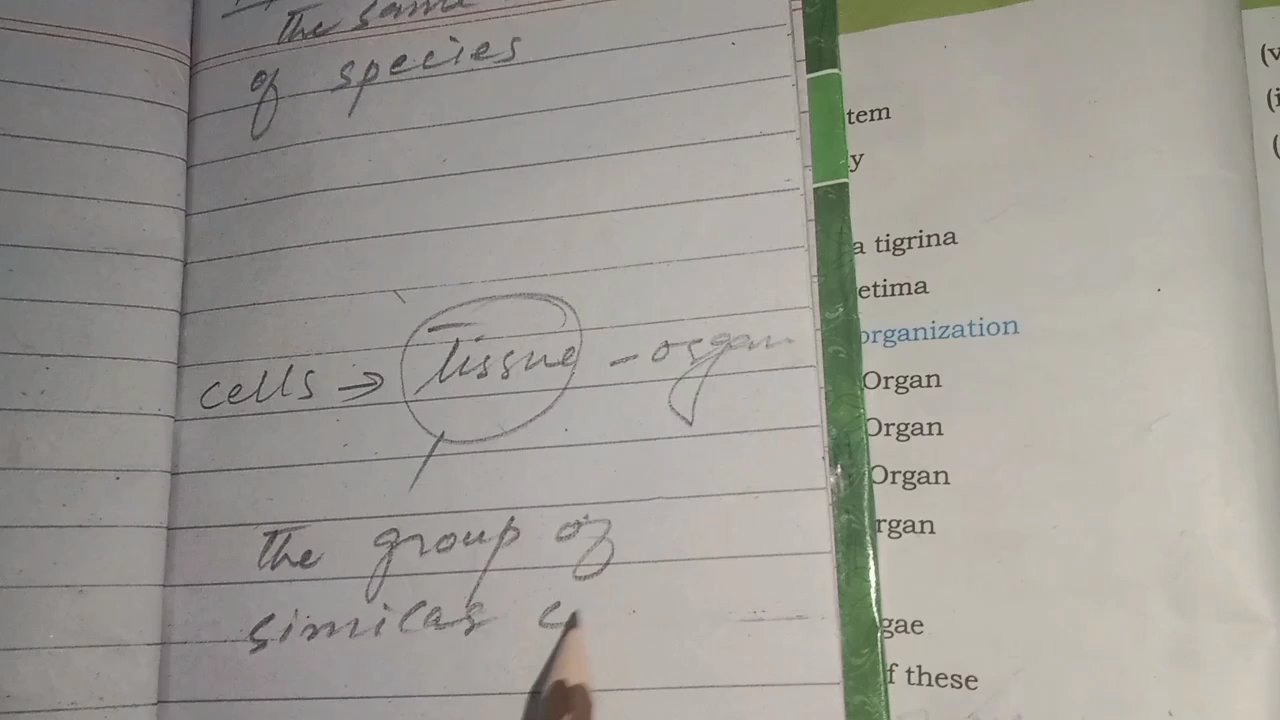 The same
of species
cells → Tissue - organ
The group of
similar c
tem
y
a tigrina
etima
organization
Organ
Organ
Organ
rgan
gae
f these
(v
(i
(